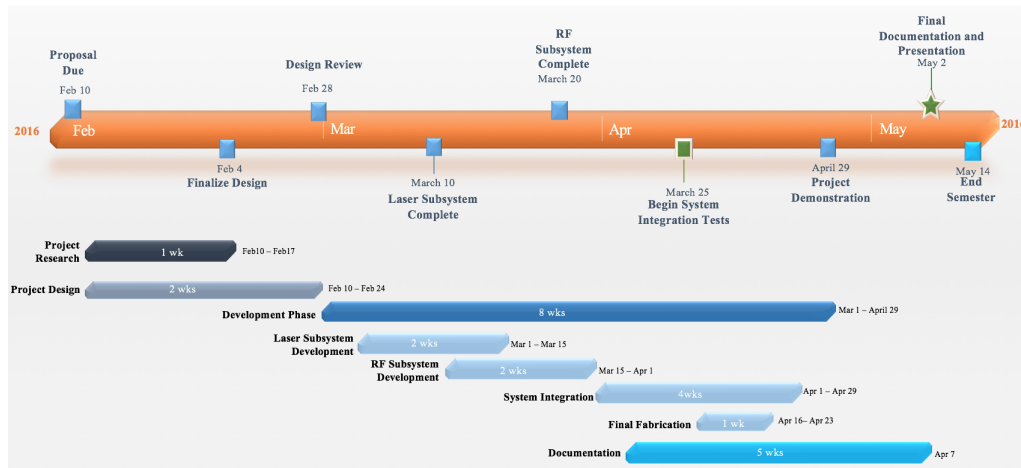 Final
Documentation and
Presentation
May 2
RF
Subsystem
Complete
March 20
Proposal
Due
Feb 10
Design Review
Feb 28
2016
Feb
Mar
Apr
May
Feb 4
Finalize Design
March 10
Laser Subsystem
Complete
March 25
Begin System
Integration Tests
April 29
Project
Demonstration
May 14
End
Semester
Project
Research
1 wk
Feb10 – Feb17
Project Design
2 wks
Feb 10 – Feb 24
Development Phase
8 wks
Mar 1 – April 29
Laser Subsystem
Development
2 wks
Mar 1 – Mar 15
RF Subsystem
Development
2 wks
Mar 15 – Apr 1
System Integration
4wks
Apr 1 – Apr 29
Final Fabrication
1 wk
Apr 16– Apr 23
Documentation
5 wks
Apr 7